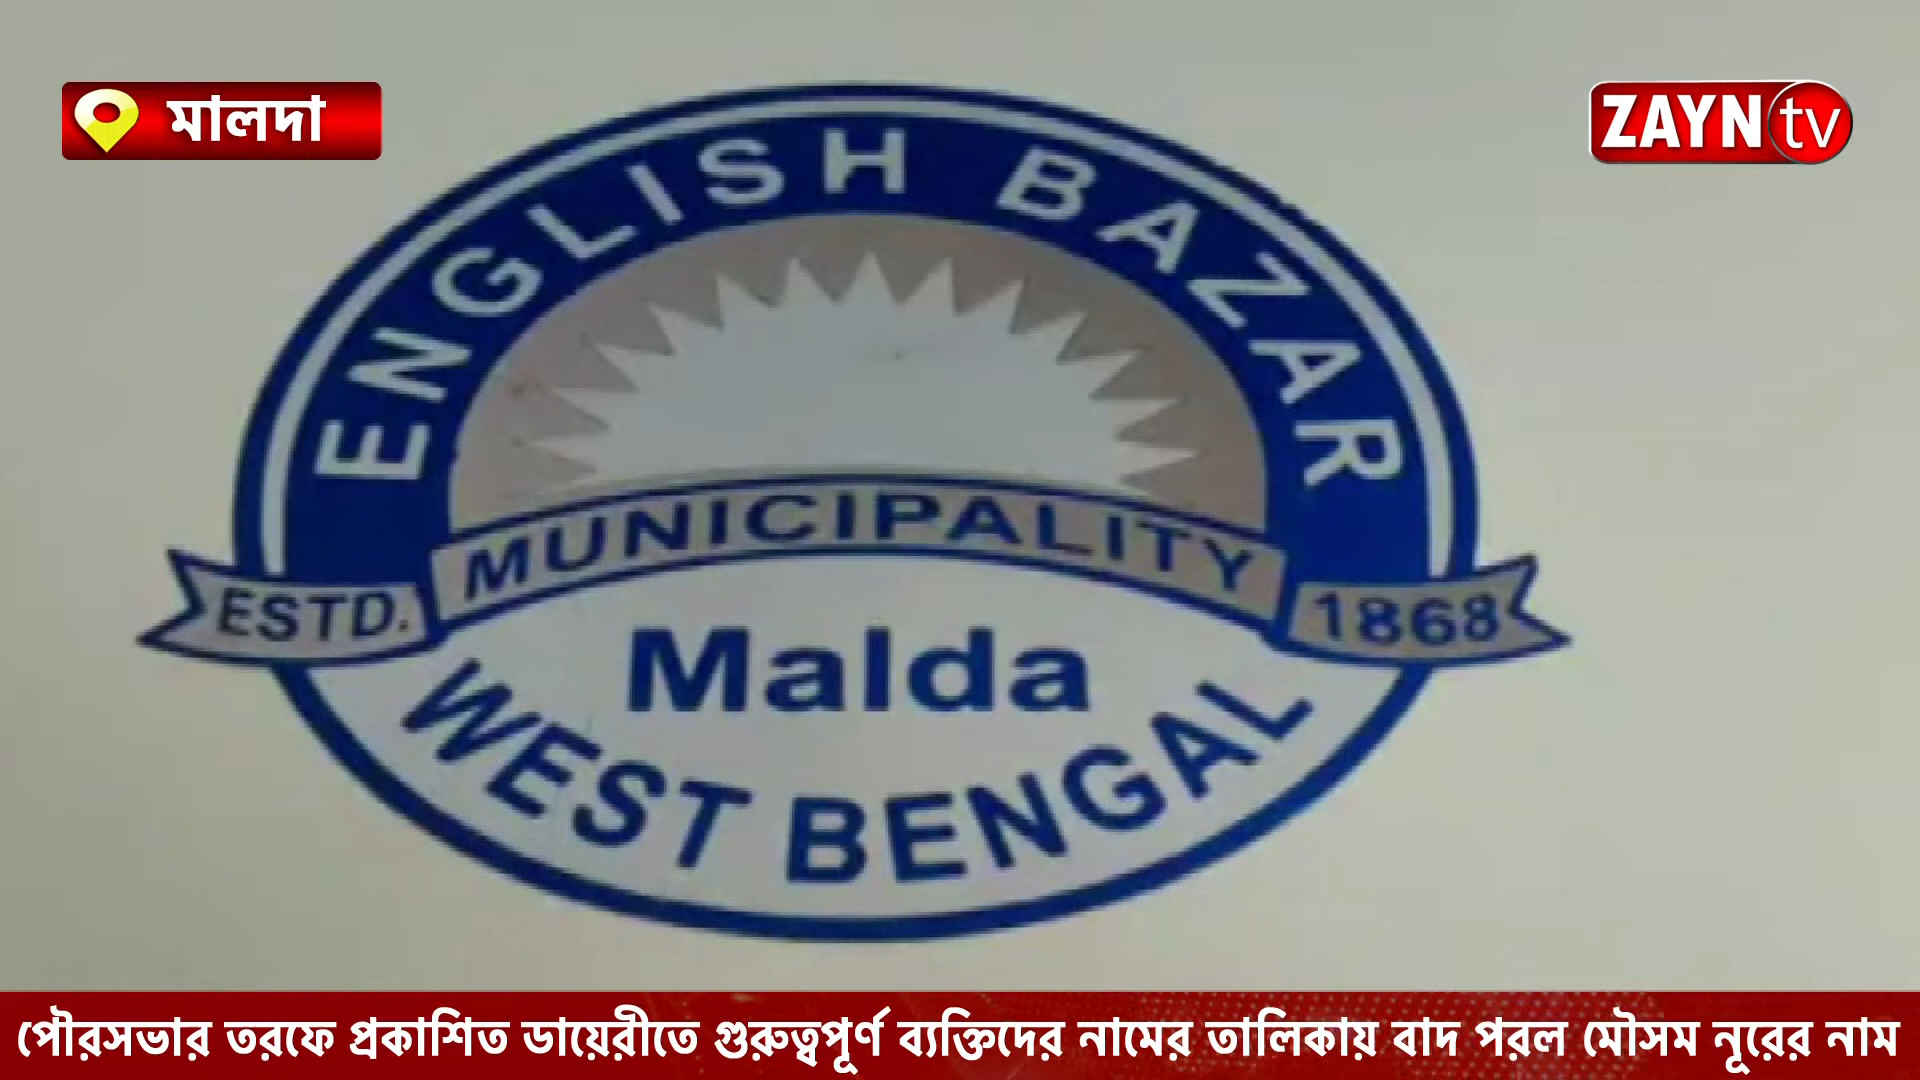 মালদা
ZAYN tv
ENGLISH BAZAR
MUNICIPALITY
ESTD. 1868
Malda
WEST BENGAL
পৌরসভার তরফে প্রকাশিত ডায়েরীতে গুরুত্বপূর্ণ ব্যক্তিদের নামের তালিকায় বাদ পরল মৌসম নূরের নাম